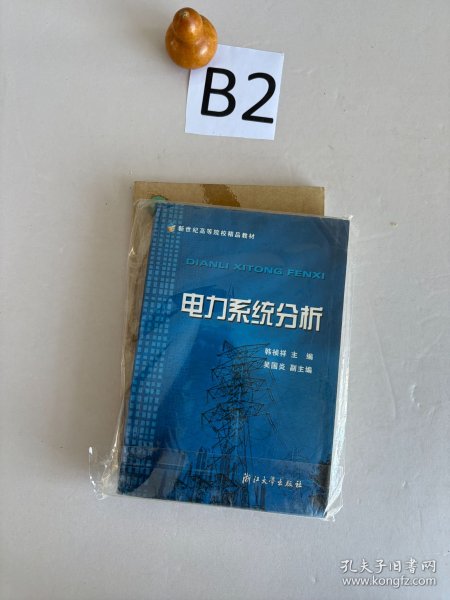 B2
新世纪高等院校精品教材
DIANLI XITONG FENXI
电力系统分析
韩祯祥 主编
吴国炎 副主编
浙江大学出版社
孔夫子旧书网
www.kongfz.com